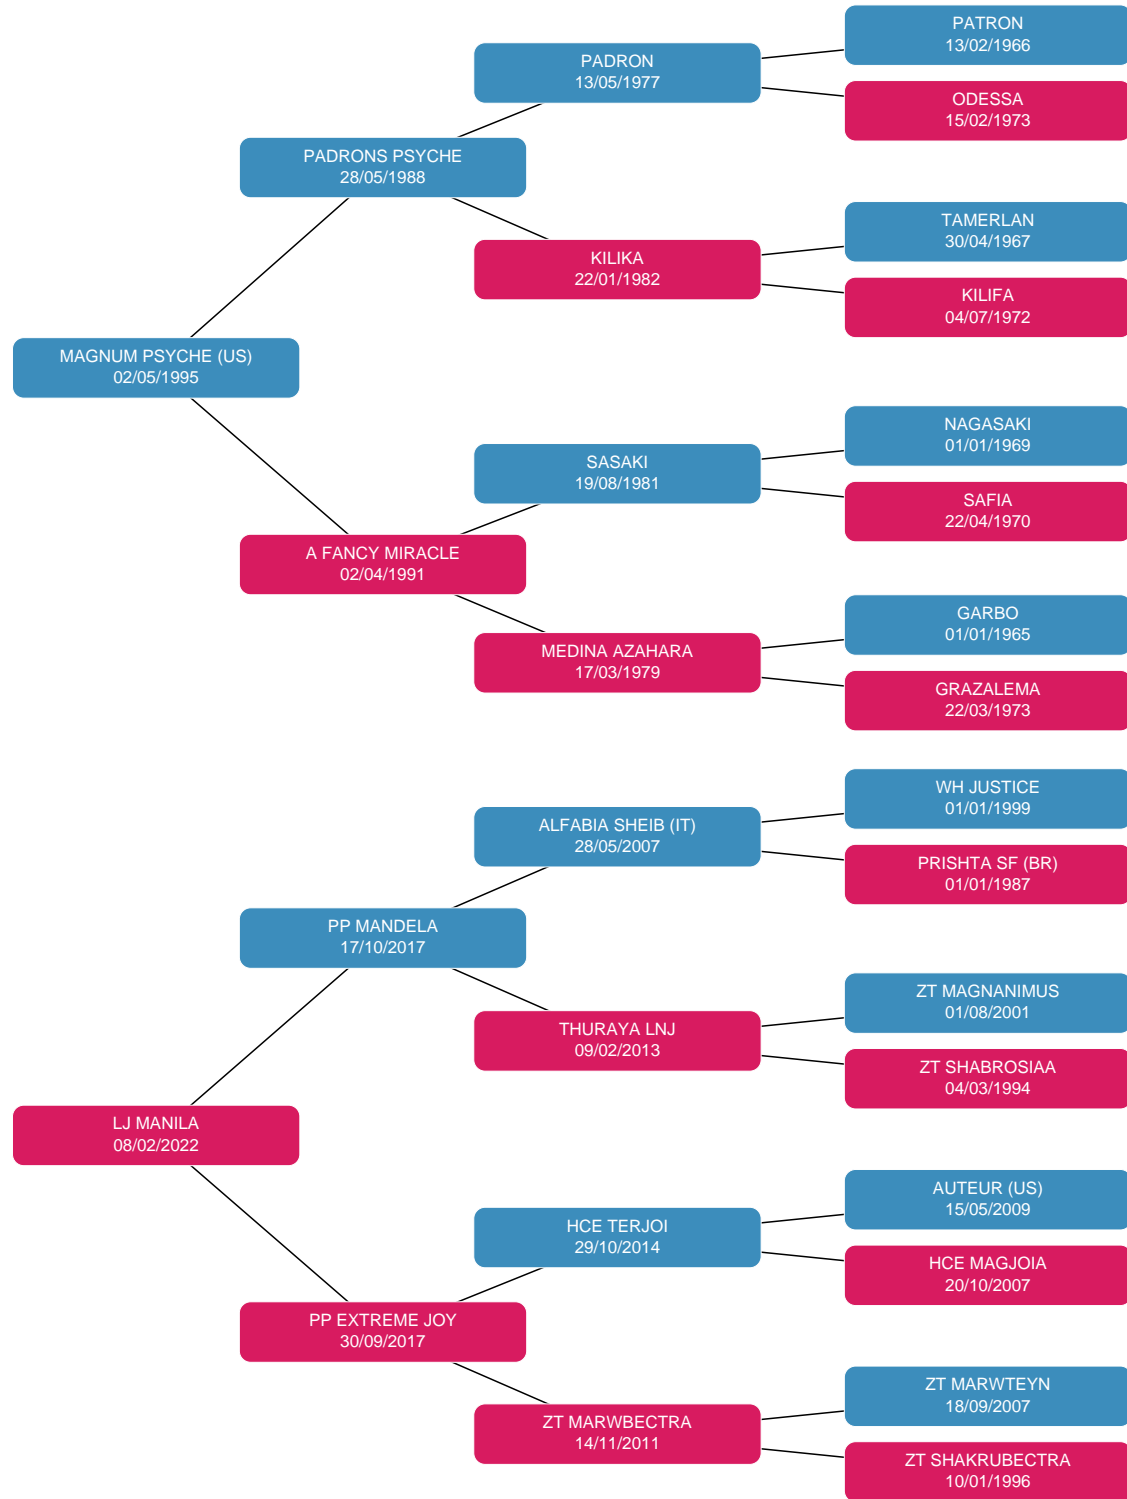 PATRON
13/02/1966
PADRON
13/05/1977
ODESSA
15/02/1973
PADRONS PSYCHE
28/05/1988
TAMERLAN
30/04/1967
KILIKA
22/01/1982
KILIFA
04/07/1972
MAGNUM PSYCHE (US)
02/05/1995
NAGASAKI
01/01/1969
SASAKI
19/08/1981
SAFIA
22/04/1970
A FANCY MIRACLE
02/04/1991
GARBO
01/01/1965
MEDINA AZAHARA
17/03/1979
GRAZALEMA
22/03/1973
WH JUSTICE
01/01/1999
ALFABIA SHEIB (IT)
28/05/2007
PRISHTA SF (BR)
01/01/1987
PP MANDELA
17/10/2017
ZT MAGNANIMUS
01/08/2001
THURAYA LNJ
09/02/2013
ZT SHABROSIAA
04/03/1994
LJ MANILA
08/02/2022
AUTEUR (US)
15/05/2009
HCE TERJOI
29/10/2014
HCE MAGJOIA
20/10/2007
PP EXTREME JOY
30/09/2017
ZT MARWTEYN
18/09/2007
ZT MARWBECTRA
14/11/2011
ZT SHAKRUBECTRA
10/01/1996